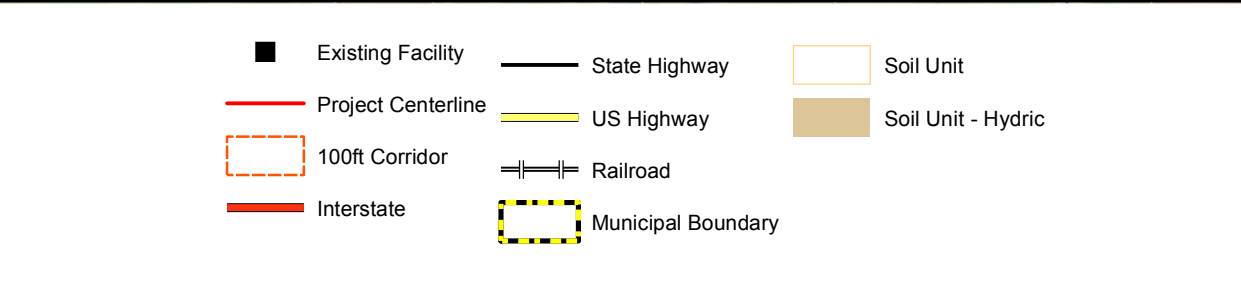 Existing Facility
Project Centerline
100ft Corridor
Interstate
State Highway
US Highway
Railroad
Municipal Boundary
Soil Unit
Soil Unit - Hydric